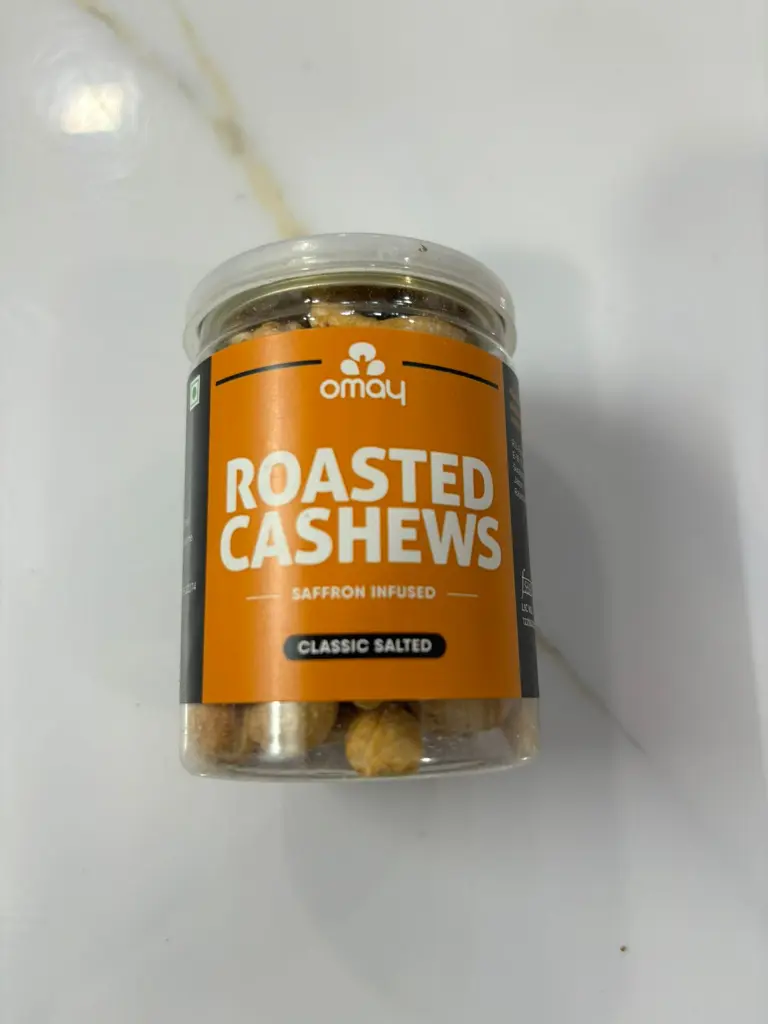 omay
ROASTED
CASHEWS
SAFFRON INFUSED
CLASSIC SALTED